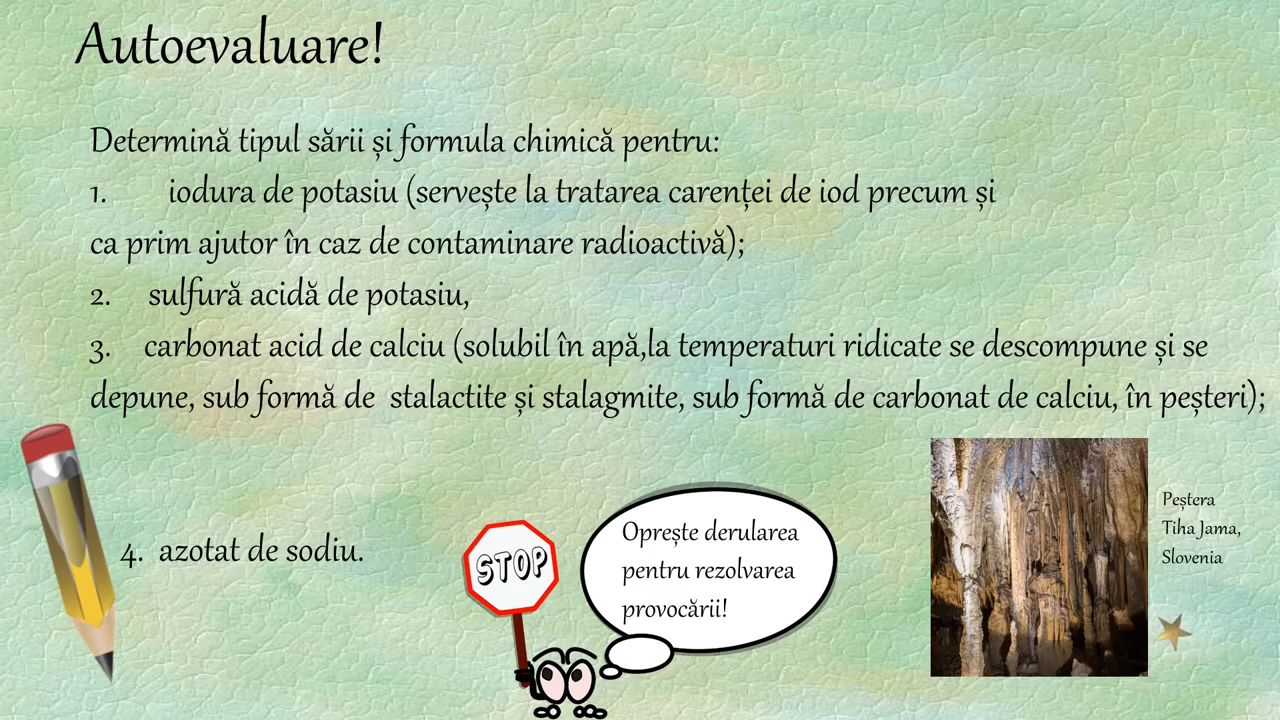 Autoevaluare!
Determină tipul sării și formula chimică pentru:
1. iodura de potasiu (servește la tratarea carenței de iod precum și
ca prim ajutor în caz de contaminare radioactivă);
2. sulfură acidă de potasiu,
3. carbonat acid de calciu (solubil în apă,la temperaturi ridicate se descompune și se
depune, sub formă de stalactite și stalagmite, sub formă de carbonat de calciu, în peșteri);
4. azotat de sodiu.
STOP
Oprește derularea
pentru rezolvarea
provocării!
Peștera
Tiha Jama,
Slovenia